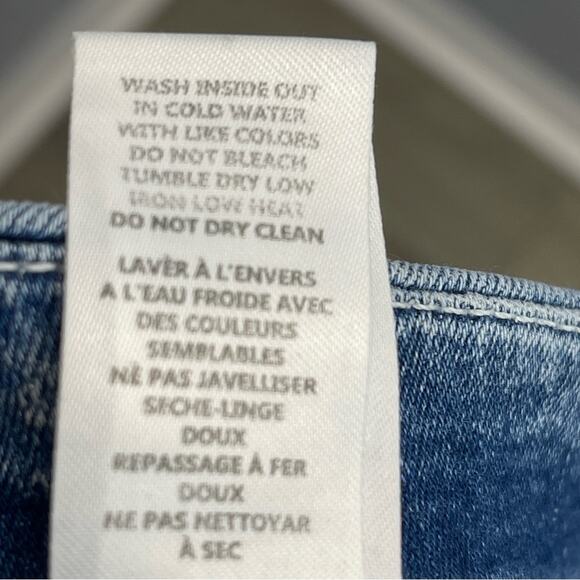 WASH INSIDE OUT
IN COLD WATER
WITH LIKE COLORS
DO NOT BLEACH
TUMBLE DRY LOW
IRON LOW HEAT
DO NOT DRY CLEAN
LAVÈR À L'ENVERS
A L'EAU FROIDE AVEC
DES COULEURS
SEMBLABLES
NÈ PAS JAVELLISER
SECHE-LINGE
DOUX
REPASSAGE À FER
DOUX
NE PAS NETTOYAR
À SEC